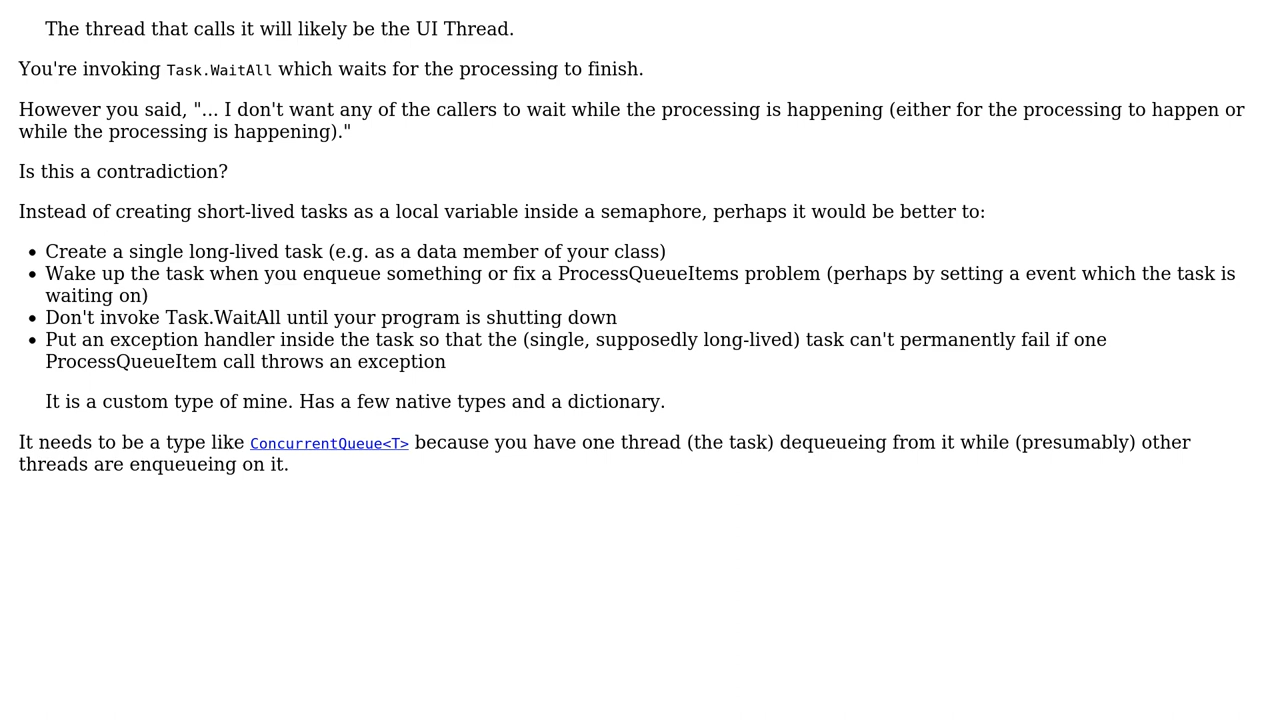 The thread that calls it will likely be the UI Thread.
You're invoking Task.WaitAll which waits for the processing to finish.
However you said, "... I don't want any of the callers to wait while the processing is happening (either for the processing to happen or
while the processing is happening)."
Is this a contradiction?
Instead of creating short-lived tasks as a local variable inside a semaphore, perhaps it would be better to:
• Create a single long-lived task (e.g. as a data member of your class)
• Wake up the task when you enqueue something or fix a ProcessQueueItems problem (perhaps by setting a event which the task is
waiting on)
• Don't invoke Task.WaitAll until your program is shutting down
• Put an exception handler inside the task so that the (single, supposedly long-lived) task can't permanently fail if one
ProcessQueueItem call throws an exception
It is a custom type of mine. Has a few native types and a dictionary.
It needs to be a type like ConcurrentQueue<T> because you have one thread (the task) dequeueing from it while (presumably) other
threads are enqueueing on it.